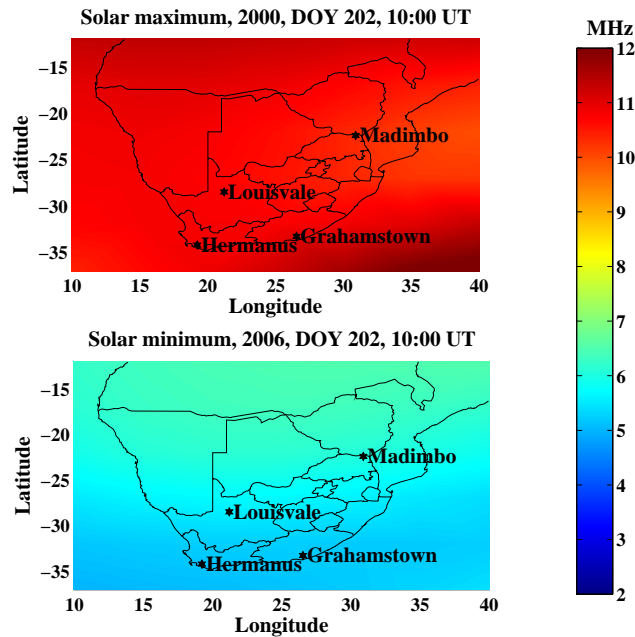 Solar maximum, 2000, DOY 202, 10:00 UT
MHz
12
11
10
9
8
7
6
5
4
3
2
Latitude
−15
−20
−25
−30
−35
Madimbo
Louisvale
Grahamstown
Hermanus
10 15 20 25 30 35 40
Longitude
Solar minimum, 2006, DOY 202, 10:00 UT
Latitude
−15
−20
−25
−30
−35
Madimbo
Louisvale
Grahamstown
Hermanus
10 15 20 25 30 35 40
Longitude